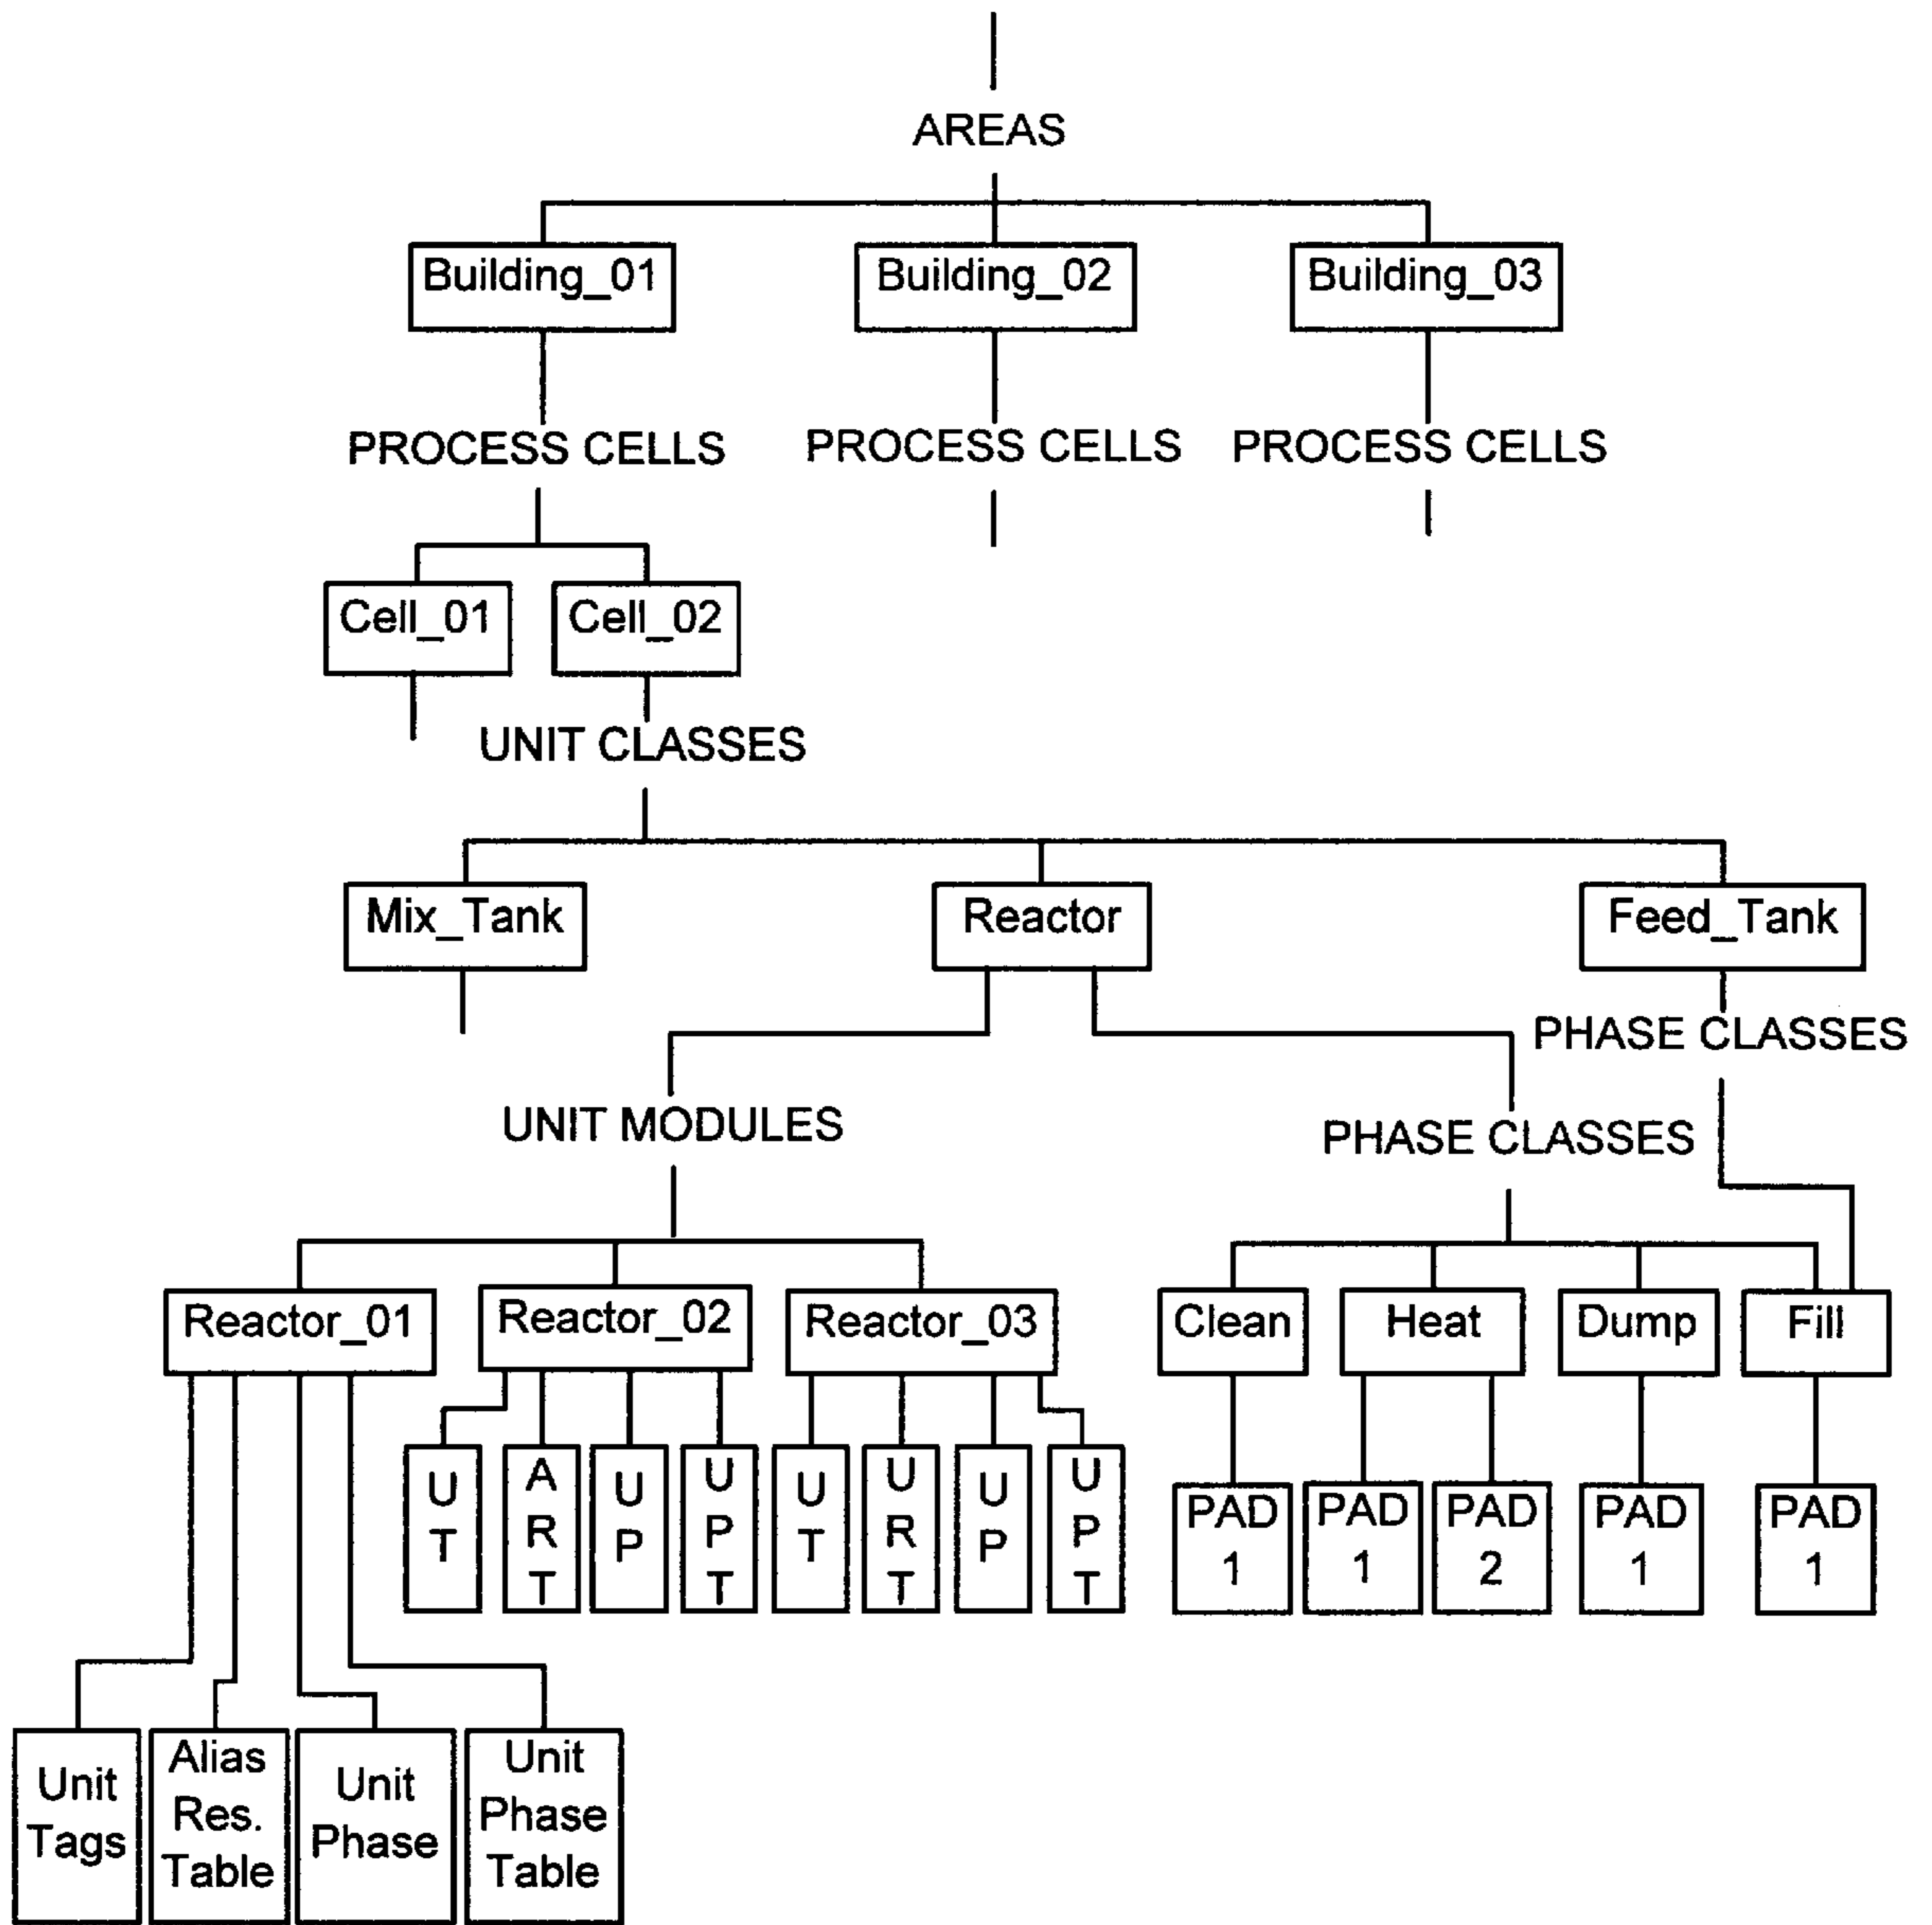 AREAS
Building_01
Building_02
Building_03
PROCESS CELLS
PROCESS CELLS
PROCESS CELLS
Cell_01
Cell_02
UNIT CLASSES
Mix_Tank
Reactor
Feed_Tank
PHASE CLASSES
UNIT MODULES
PHASE CLASSES
Reactor_01
Reactor_02
Reactor_03
Clean
Heat
Dump
Fill
U
T
A
R
T
U
P
U
P
T
U
T
U
R
T
U
P
U
P
T
PAD
1
PAD
1
PAD
2
PAD
1
PAD
1
Unit
Tags
Alias
Res.
Table
Unit
Phase
Unit
Phase
Table